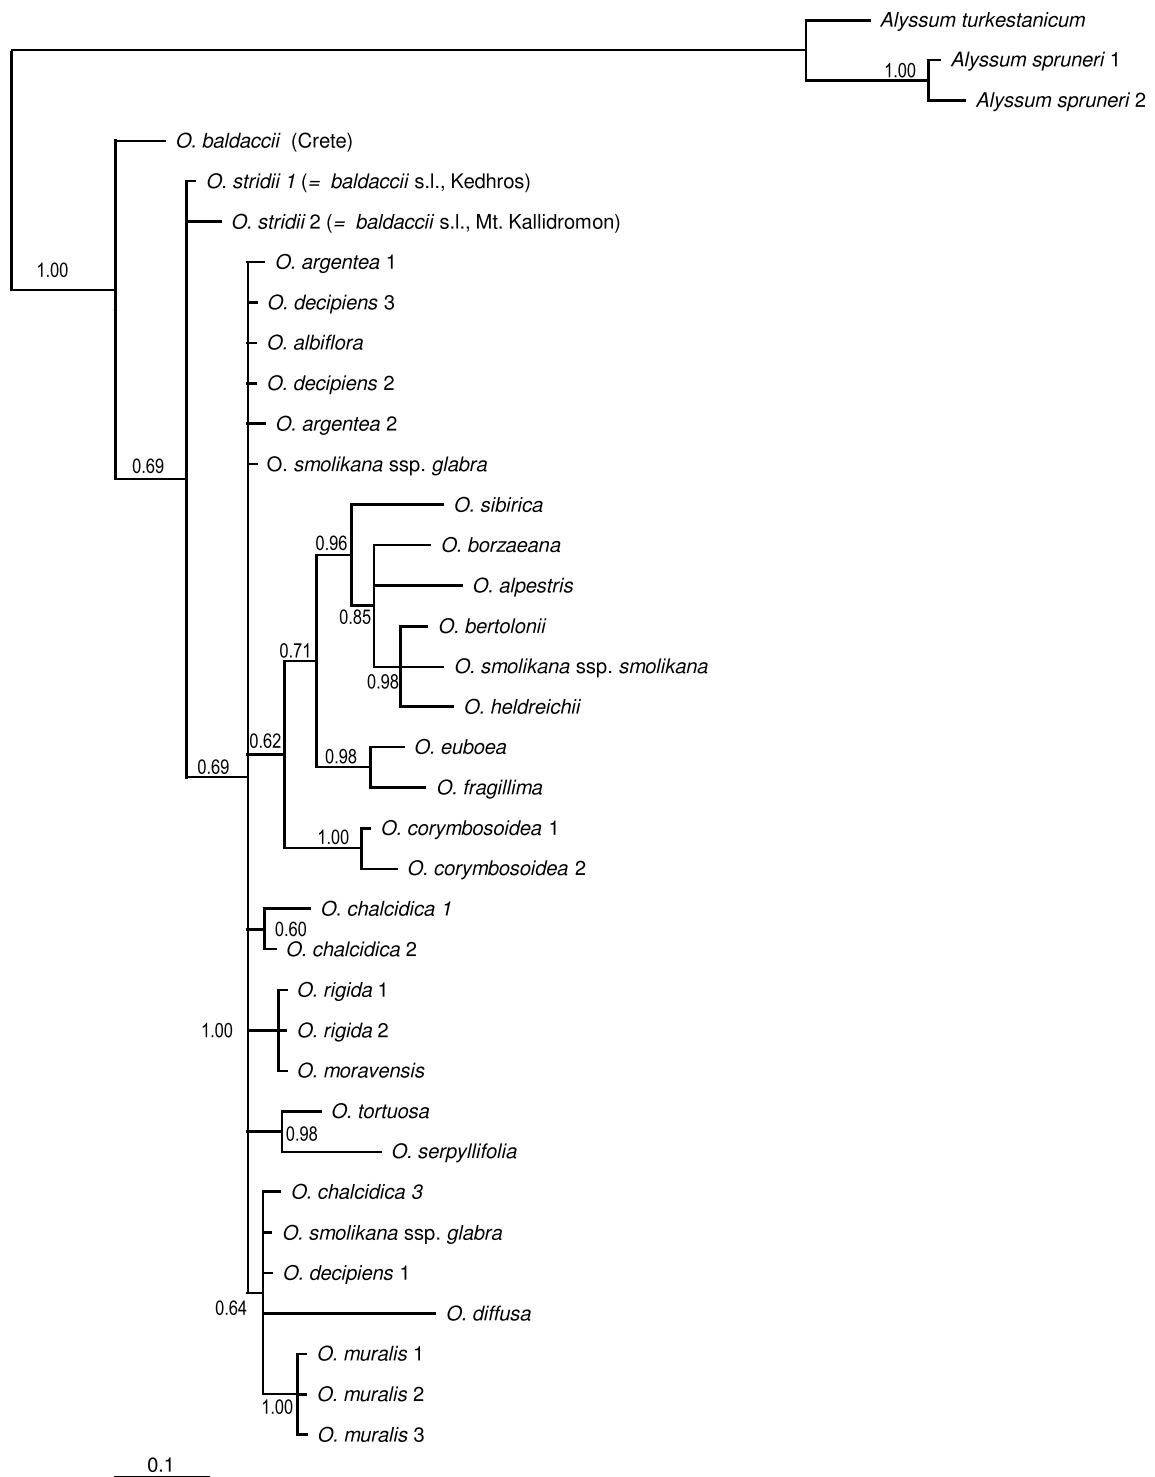 Alyssum turkestanicum
Alyssum spruneri 1
1.00
Alyssum spruneri 2
O. baldaccii (Crete)
O. stridii 1 (= baldaccii s.l., Kedhros)
O. stridii 2 (= baldaccii s.l., Mt. Kallidromon)
O. argentea 1
1.00
O. decipiens 3
O. albiflora
O. decipiens 2
O. argentea 2
0.69
O. smolikana ssp. glabra
O. sibirica
0.96
O. borzaeana
O. alpestris
0.85
O. bertolonii
0.71
O. smolikana ssp. smolikana
0.98
O. heldreichii
0.62
O. euboea
0.98
0.69
O. fragillima
O. corymbosoidea 1
1.00
O. corymbosoidea 2
O. chalcidica 1
0.60
O. chalcidica 2
O. rigida 1
1.00
O. rigida 2
O. moravensis
O. tortuosa
0.98
O. serpyllifolia
O. chalcidica 3
O. smolikana ssp. glabra
O. decipiens 1
0.64
O. diffusa
O. muralis 1
O. muralis 2
1.00
O. muralis 3
0.1